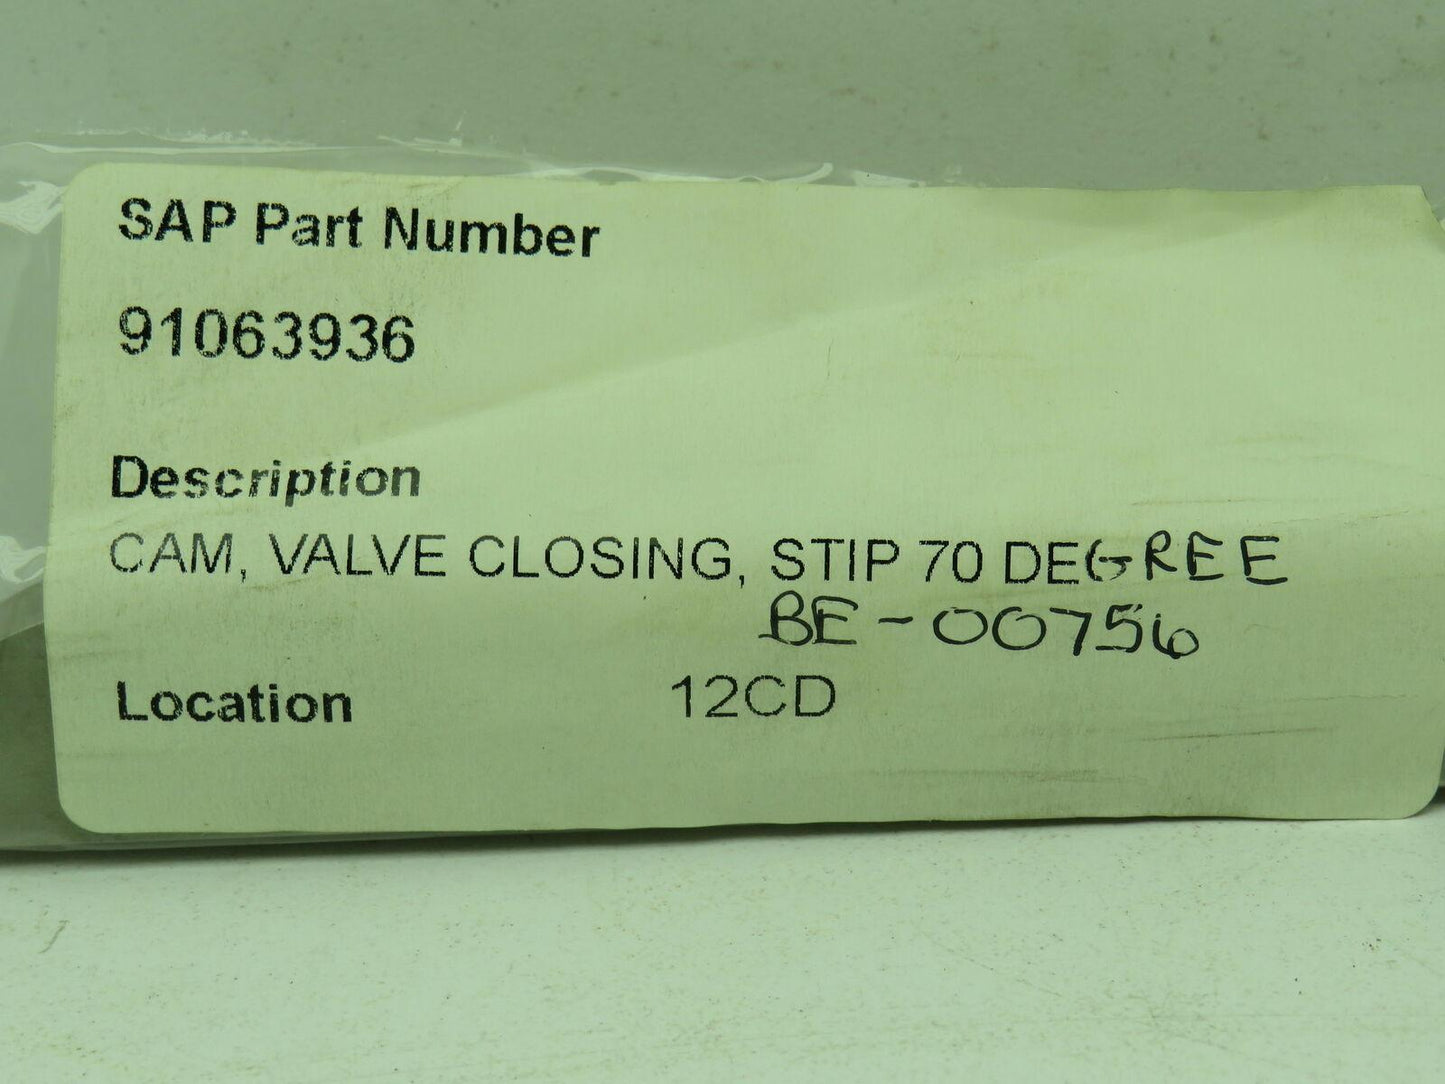 SAP Part Number
91063936
Description
CAM, VALVE CLOSING, STIP 70 DEGREE
BE-00756
Location 12CD